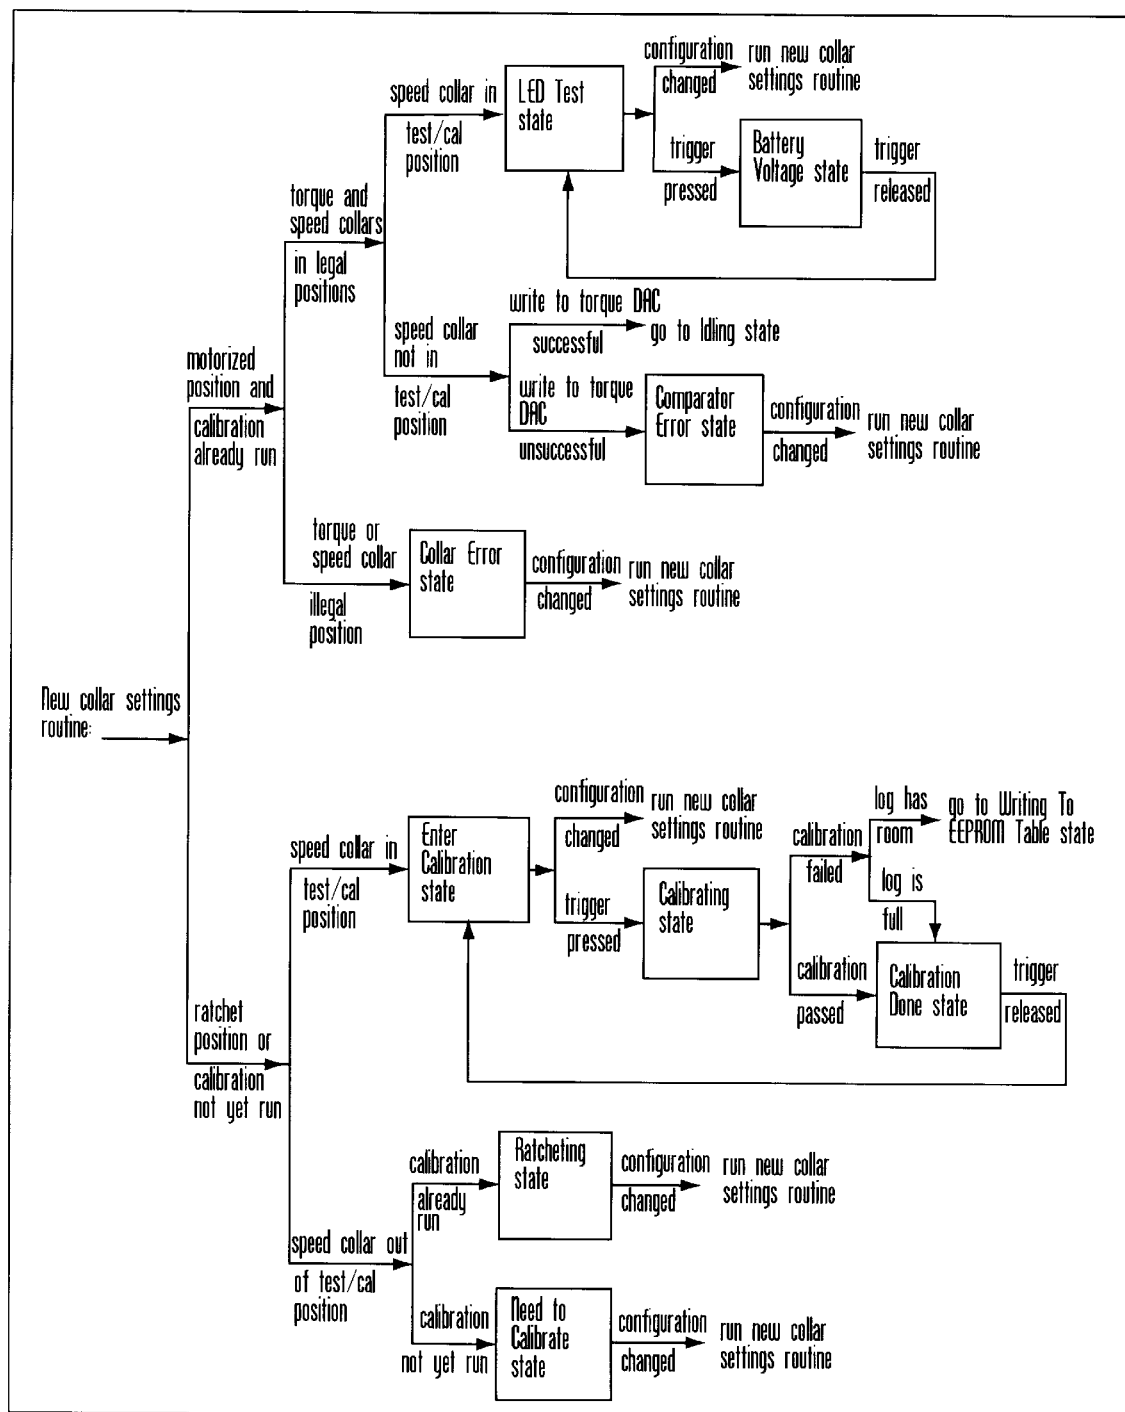 configuration
changed
run new collar
settings routine
speed collar in
test/cal
position
LED Test
state
trigger
pressed
Battery
Voltage state
trigger
released
torque and
speed collars
in legal
positions
write to torque DAC
successful
go to Idling state
speed collar
not in
test/cal
position
write to torque
DAC
unsuccessful
Comparator
Error state
configuration
changed
run new collar
settings routine
motorized
position and
calibration
already run
torque or
speed collar
illegal
position
Collar Error
state
configuration
changed
run new collar
settings routine
New collar settings
routine:
configuration
changed
run new collar
settings routine
log has
room
go to Writing To
EEPROM Table state
speed collar in
test/cal
position
Enter
Calibration
state
trigger
pressed
Calibrating
state
calibration
failed
log is
full
calibration
passed
Calibration
Done state
trigger
released
ratchet
position or
calibration
not yet run
calibration
already
run
Ratcheting
state
configuration
changed
run new collar
settings routine
speed collar out
of test/cal
position
calibration
not yet run
Need to
Calibrate
state
configuration
changed
run new collar
settings routine